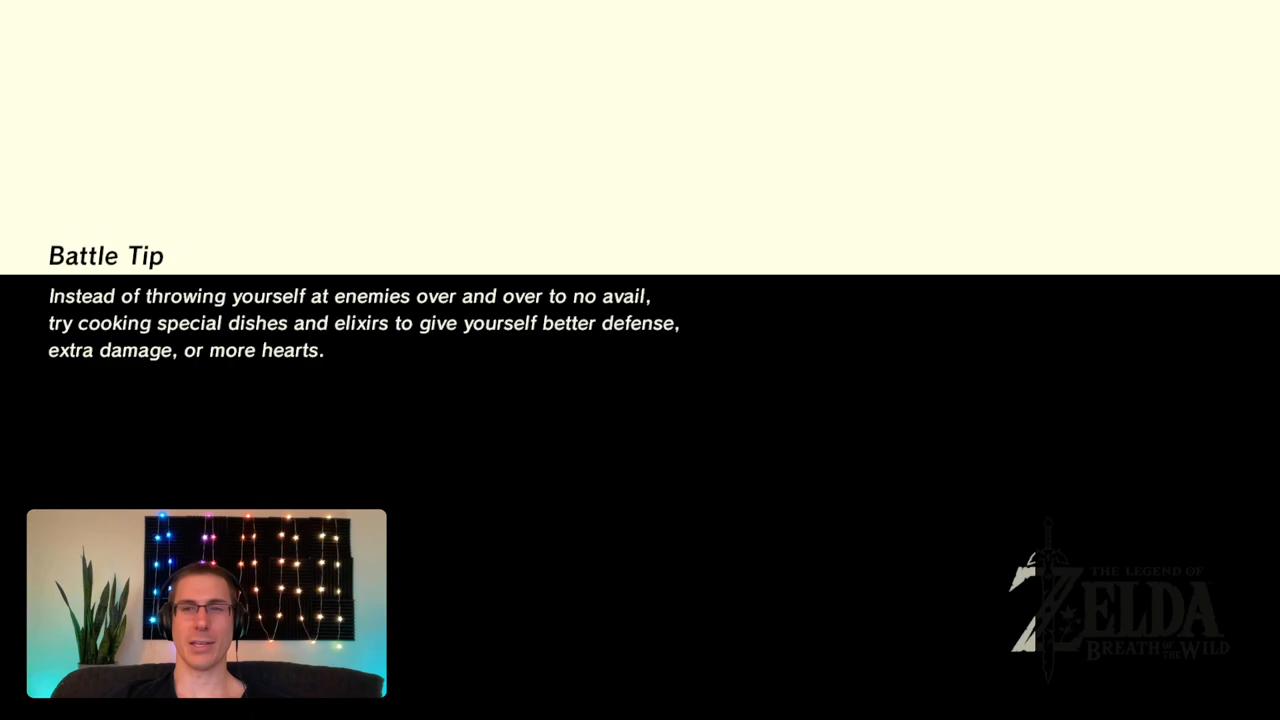 Battle Tip
Instead of throwing yourself at enemies over and over to no avail,
try cooking special dishes and elixirs to give yourself better defense,
extra damage, or more hearts.
THE LEGEND OF
ZELDA
BREATH OF THE WILD